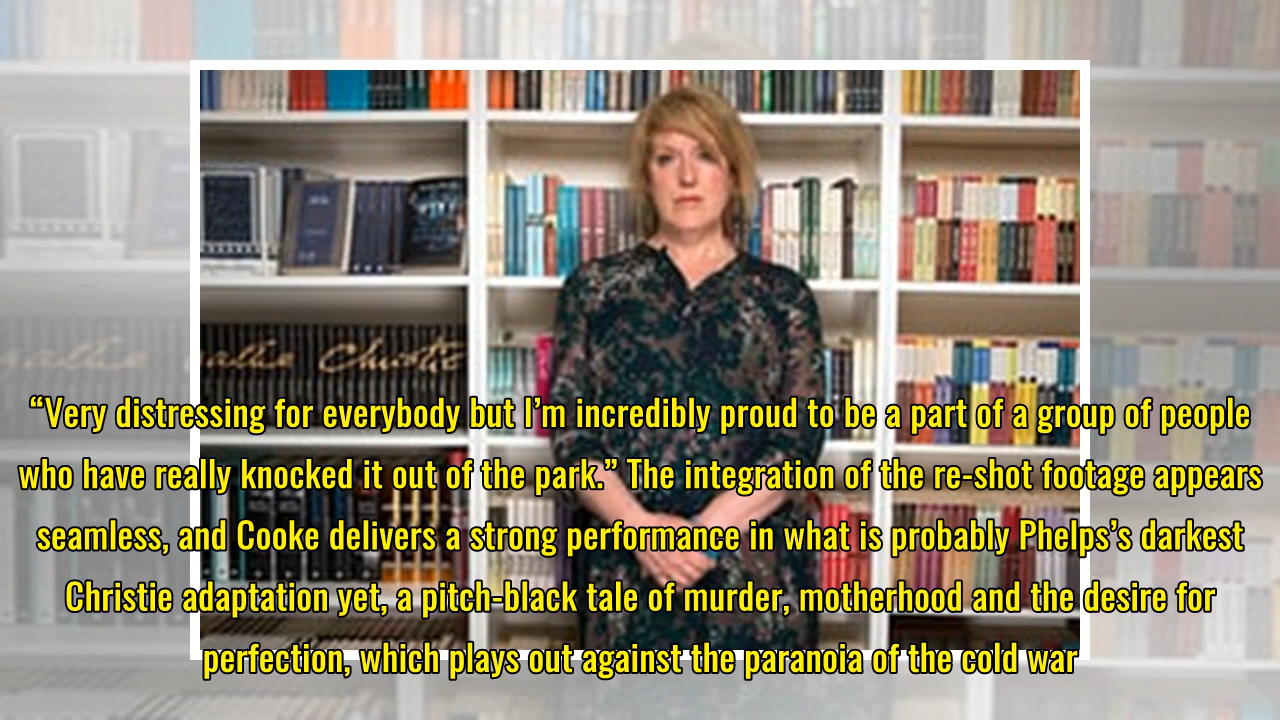 agatha Christie
“Very distressing for everybody but I’m incredibly proud to be a part of a group of people
who have really knocked it out of the park.” The integration of the re-shot footage appears
seamless, and Cooke delivers a strong performance in what is probably Phelps’s darkest
Christie adaptation yet, a pitch-black tale of murder, motherhood and the desire for
perfection, which plays out against the paranoia of the cold war